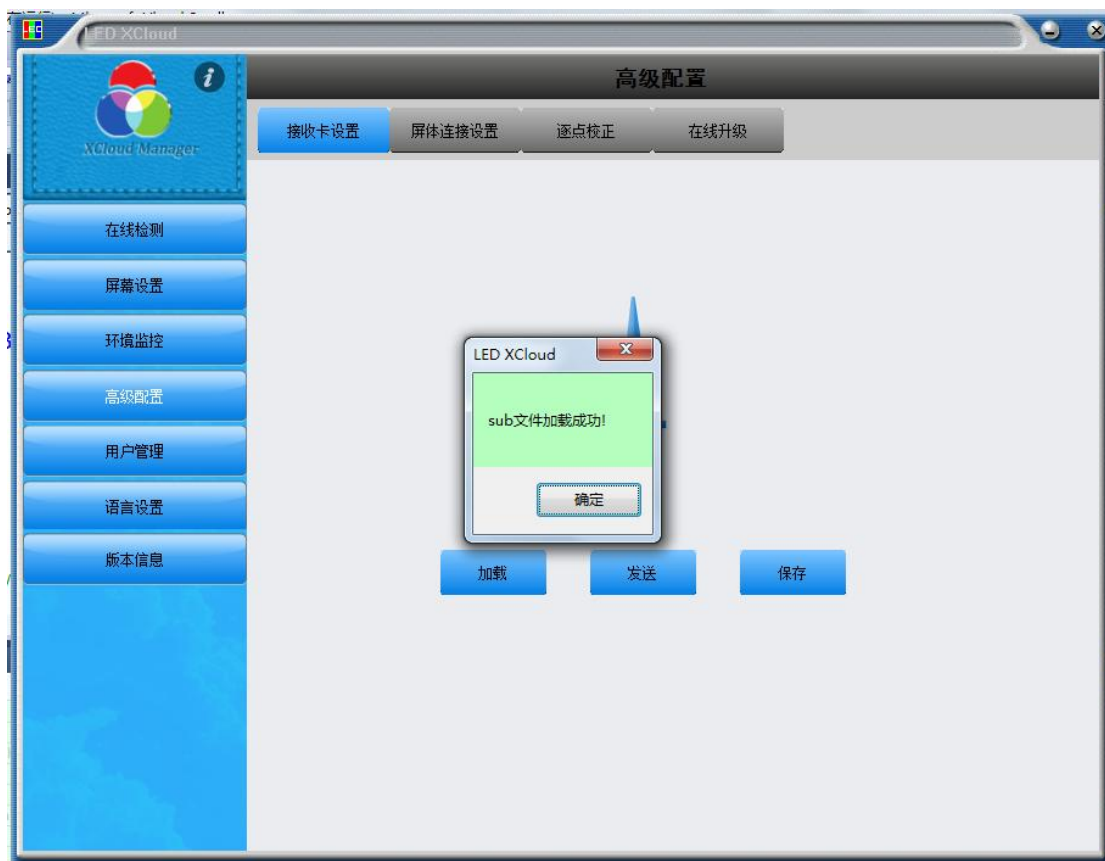 LED XCloud
XCloud Manager
高级配置
接收卡设置
屏体连接设置
逐点校正
在线升级
在线检测
屏幕设置
环境监控
高级配置
用户管理
语言设置
版本信息
LED XCloud
sub文件加载成功!
确定
加载
发送
保存